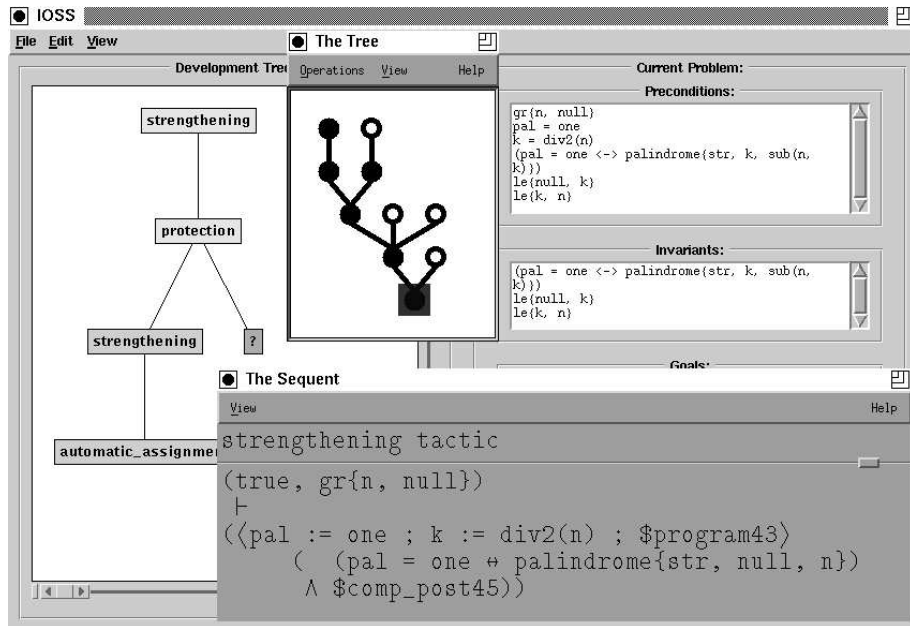 IOSS
File Edit View
The Tree
Operations View Help
Development Tree
strengthening
protection
strengthening
?
automatic_assignme
Current Problem:
Preconditions:
gr{n, null}
pal = one
k = div2(n)
(pal = one <-> palindrome{str, k, sub(n,
k)})
le{null, k}
le{k, n}
Invariants:
(pal = one <-> palindrome{str, k, sub(n,
k)})
le{null, k}
le{k, n}
Goals:
The Sequent
View Help
strengthening tactic
(true, gr{n, null})
⊢
(⟨pal := one ; k := div2(n) ; $program43⟩
( (pal = one ↔ palindrome{str, null, n})
∧ $comp_post45))